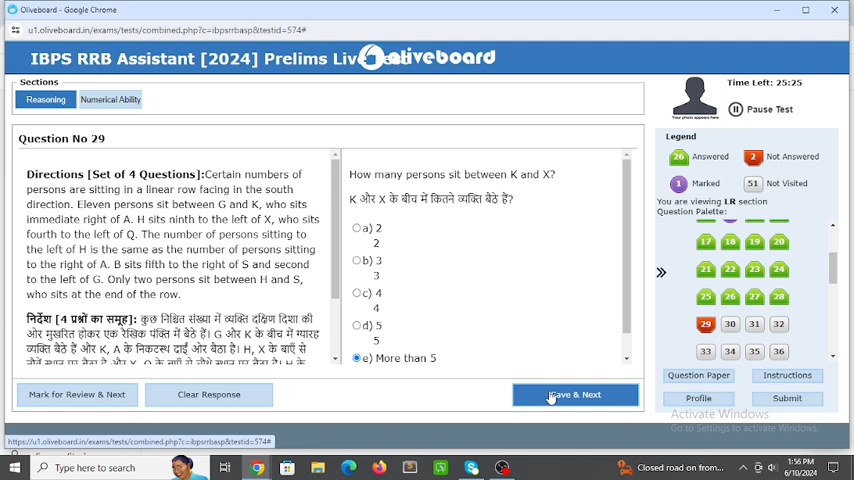 Oliveboard - Google Chrome
u1.oliveboard.in/exams/tests/combined.php?c=ibpsrrbasp&testid=574#
IBPS RRB Assistant [2024] Prelims Live
oliveboard
Sections
Reasoning
Numerical Ability
Question No 29
Directions [Set of 4 Questions]:Certain numbers of
persons are sitting in a linear row facing in the south
direction. Eleven persons sit between G and K, who sits
immediate right of A. H sits ninth to the left of X, who sits
fourth to the left of Q. The number of persons sitting to
the left of H is the same as the number of persons sitting
to the right of A. B sits fifth to the right of S and second
to the left of G. Only two persons sit between H and S,
who sits at the end of the row.
निर्देश [4 प्रश्नों का समूह]: कुछ निश्चित संख्या में व्यक्ति दक्षिण दिशा की
ओर मुखरित होकर एक रैखिक पंक्ति में बैठे हैं। G और K के बीच में ग्यारह
व्यक्ति बैठे हैं और K, A के निकटस्थ दाईं ओर बैठा है। H, X के बाएँ से
How many persons sit between K and X?
K और X के बीच में कितने व्यक्ति बैठे हैं?
a) 2
2
b) 3
3
c) 4
4
d) 5
5
e) More than 5
Mark for Review & Next
Clear Response
Save & Next
Time Left: 25:25
Pause Test
Your photo appears here
Legend
26 Answered
2 Not Answered
1 Marked
51 Not Visited
You are viewing LR section
Question Palette:
17 18 19 20
21 22 23 24
25 26 27 28
29 30 31 32
33 34 35 36
Question Paper
Instructions
Profile
Submit
Activate Windows
Go to Settings to activate Windows.
https://u1.oliveboard.in/exams/tests/combined.php?c=ibpsrrbasp&testid=574#
Type here to search
Closed road on from...
1:56 PM
6/10/2024